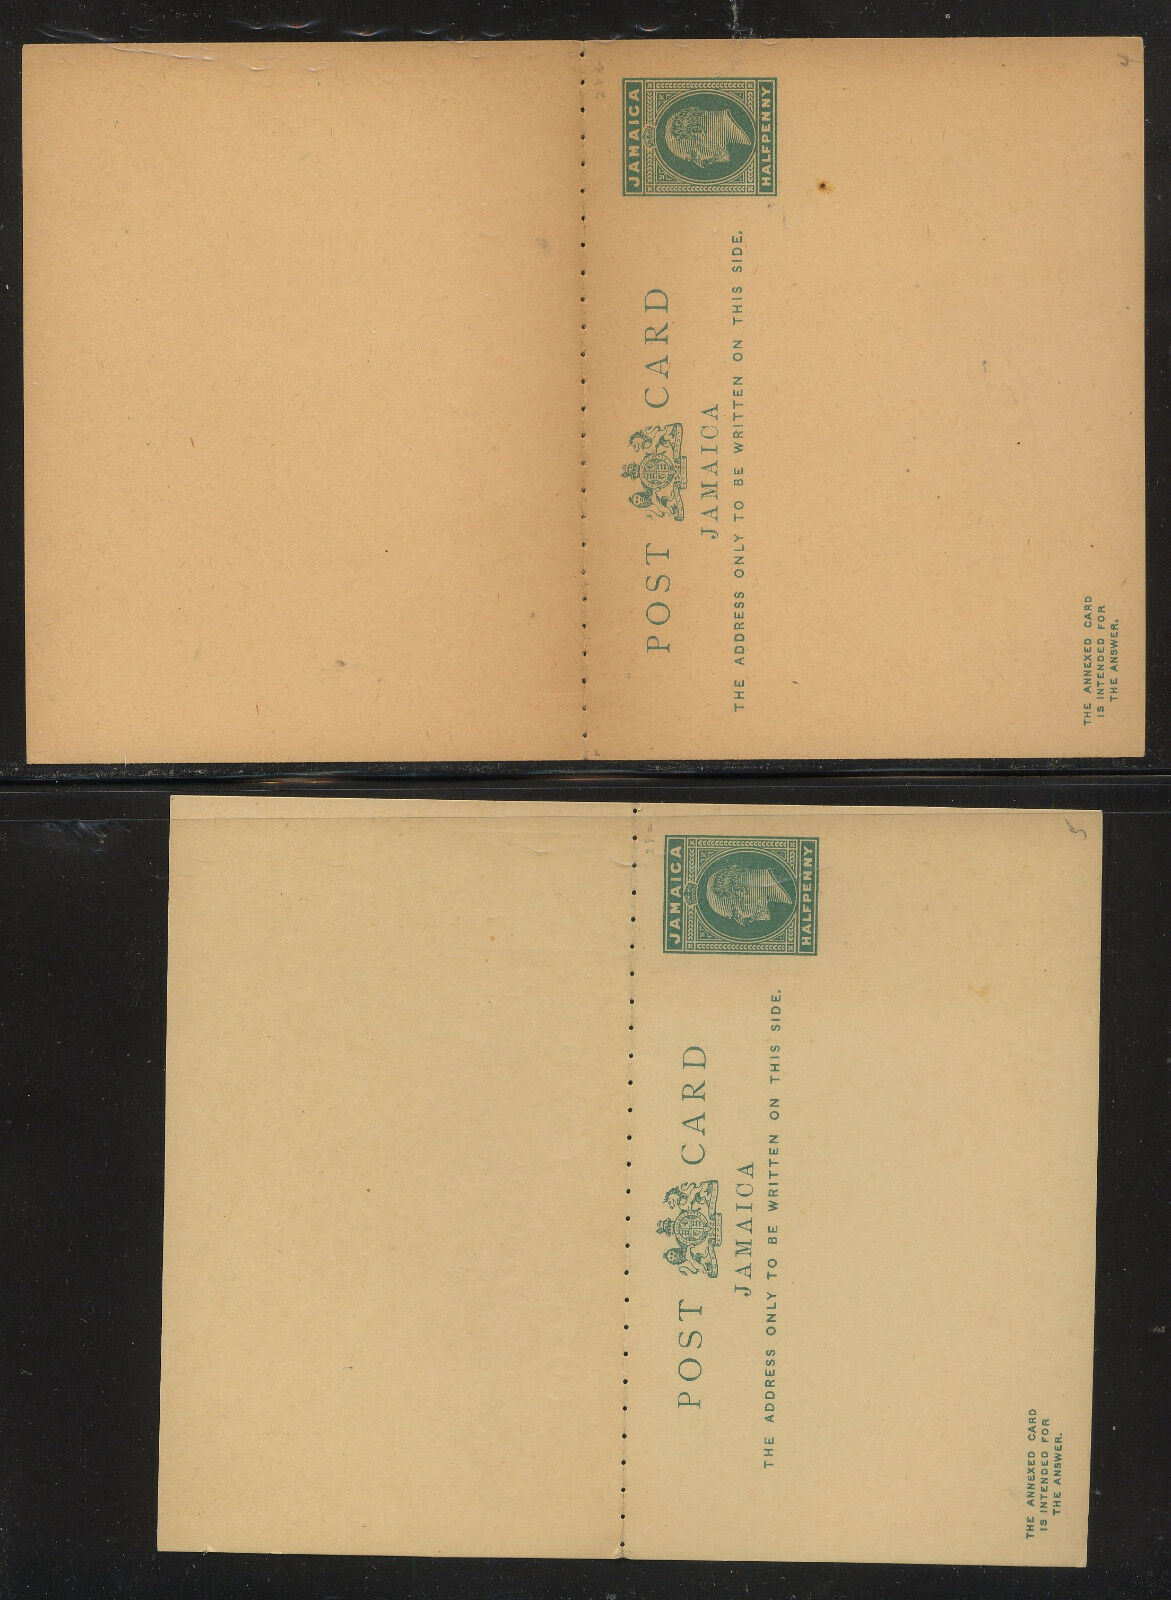 JAMAICA
HALFPENNY
POST CARD
JAMAICA
THE ADDRESS ONLY TO BE WRITTEN ON THIS SIDE.
THE ANNEXED CARD
IS INTENDED FOR
THE ANSWER.
4
JAMAICA
HALFPENNY
POST CARD
JAMAICA
THE ADDRESS ONLY TO BE WRITTEN ON THIS SIDE.
THE ANNEXED CARD
IS INTENDED FOR
THE ANSWER.
5